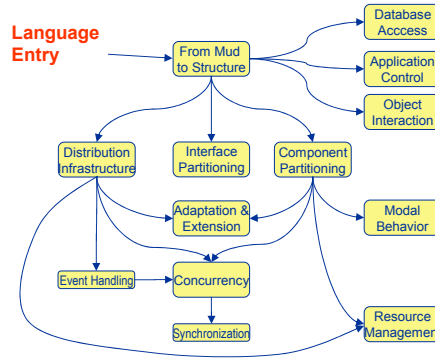 Language
Entry
From Mud
to Structure
Database
Acccess
Application
Control
Object
Interaction
Distribution
Infrastructure
Interface
Partitioning
Component
Partitioning
Adaptation &
Extension
Modal
Behavior
Event Handling
Concurrency
Synchronization
Resource
Management